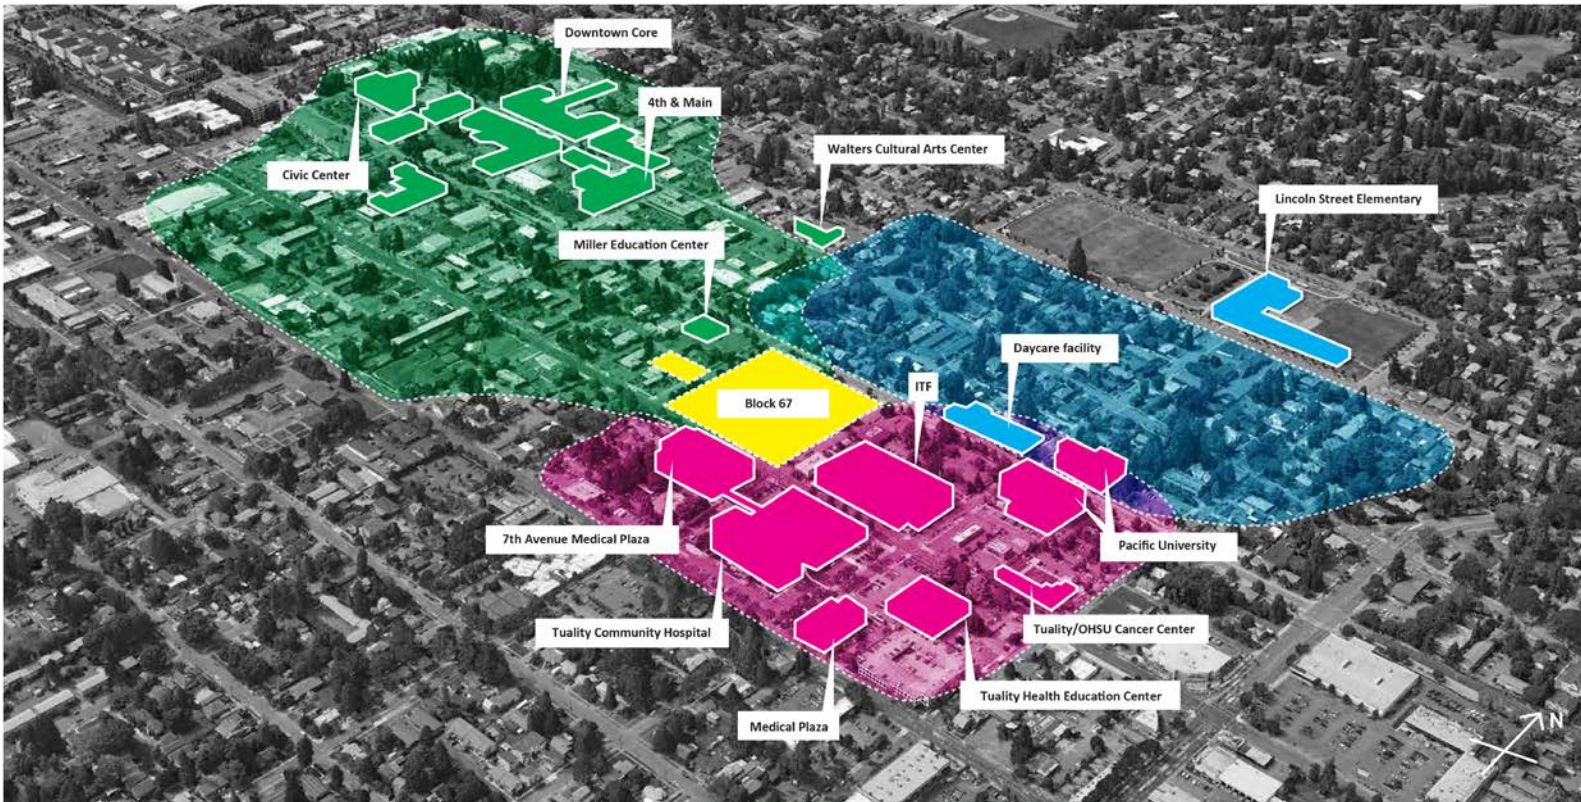 Downtown Core
4th & Main
Walters Cultural Arts Center
Civic Center
Lincoln Street Elementary
Miller Education Center
Daycare facility
ITF
Block 67
7th Avenue Medical Plaza
Pacific University
Tuality Community Hospital
Tuality/OHSU Cancer Center
Tuality Health Education Center
Medical Plaza
N